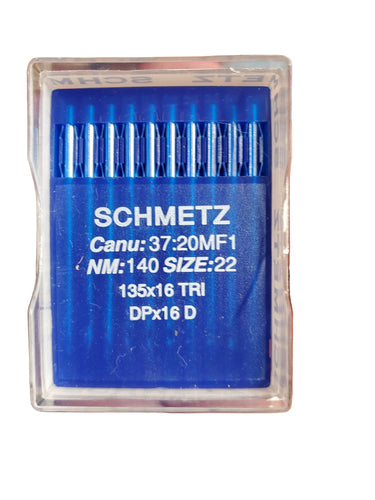 SCHMETZ
Canu: 37:20MF1
NM:140 SIZE:22
135x16 TRI
DPx16 D